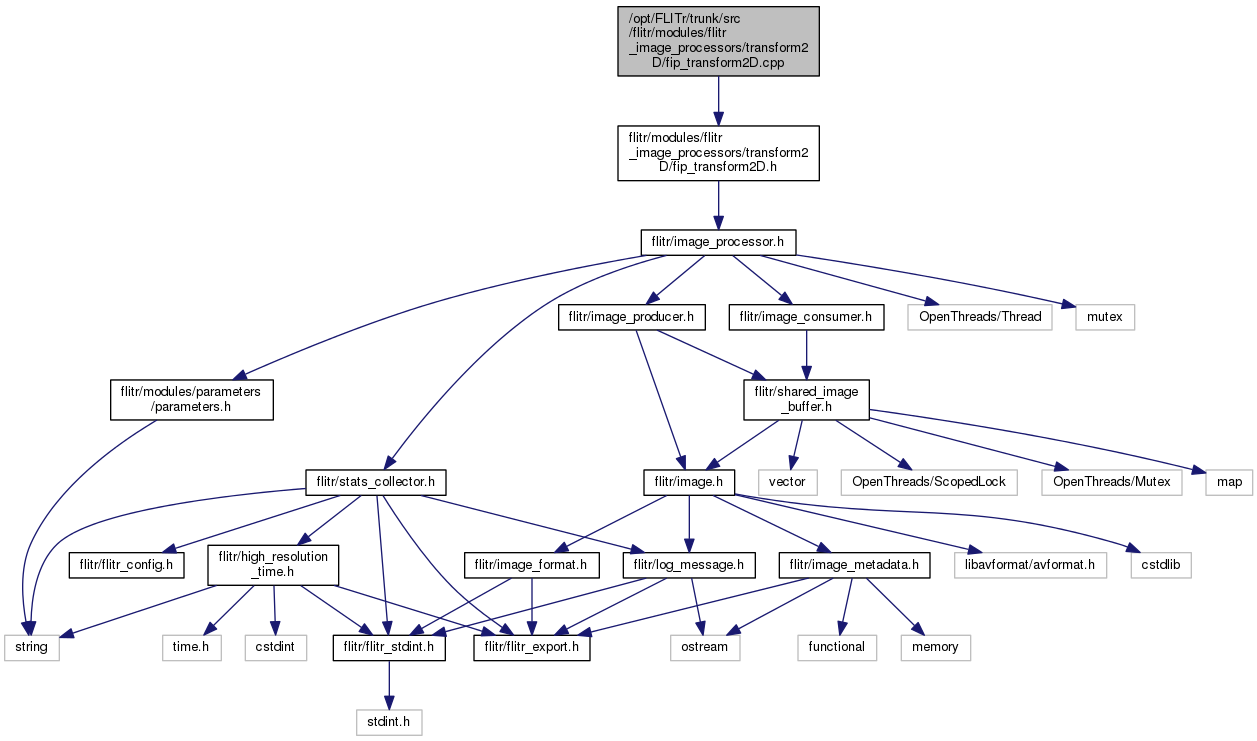 /opt/FLITr/trunk/src
/flitr/modules/flitr
_image_processors/transform2
D/fip_transform2D.cpp
flitr/modules/flitr
_image_processors/transform2
D/fip_transform2D.h
flitr/image_processor.h
flitr/image_producer.h
flitr/image_consumer.h
OpenThreads/Thread
mutex
flitr/modules/parameters
/parameters.h
flitr/shared_image
_buffer.h
flitr/stats_collector.h
flitr/image.h
vector
OpenThreads/ScopedLock
OpenThreads/Mutex
map
flitr/flitr_config.h
flitr/high_resolution
_time.h
flitr/image_format.h
flitr/log_message.h
flitr/image_metadata.h
libavformat/avformat.h
cstdlib
string
time.h
cstdint
flitr/flitr_stdint.h
flitr/flitr_export.h
ostream
functional
memory
stdint.h